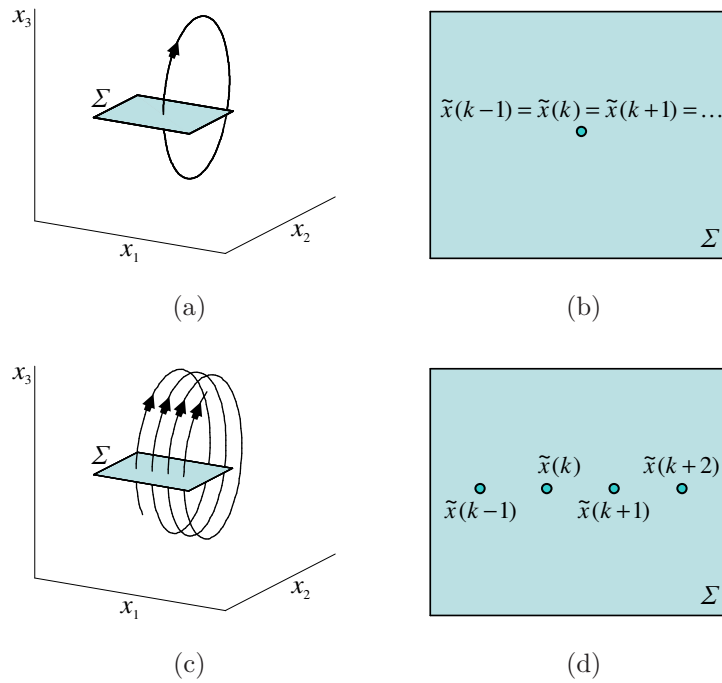 x₃
Σ
x₁
x₂
(a)
x̃(k−1) = x̃(k) = x̃(k+1) = …
Σ
(b)
x₃
Σ
x₁
x₂
(c)
x̃(k) x̃(k+2)
x̃(k−1) x̃(k+1)
Σ
(d)